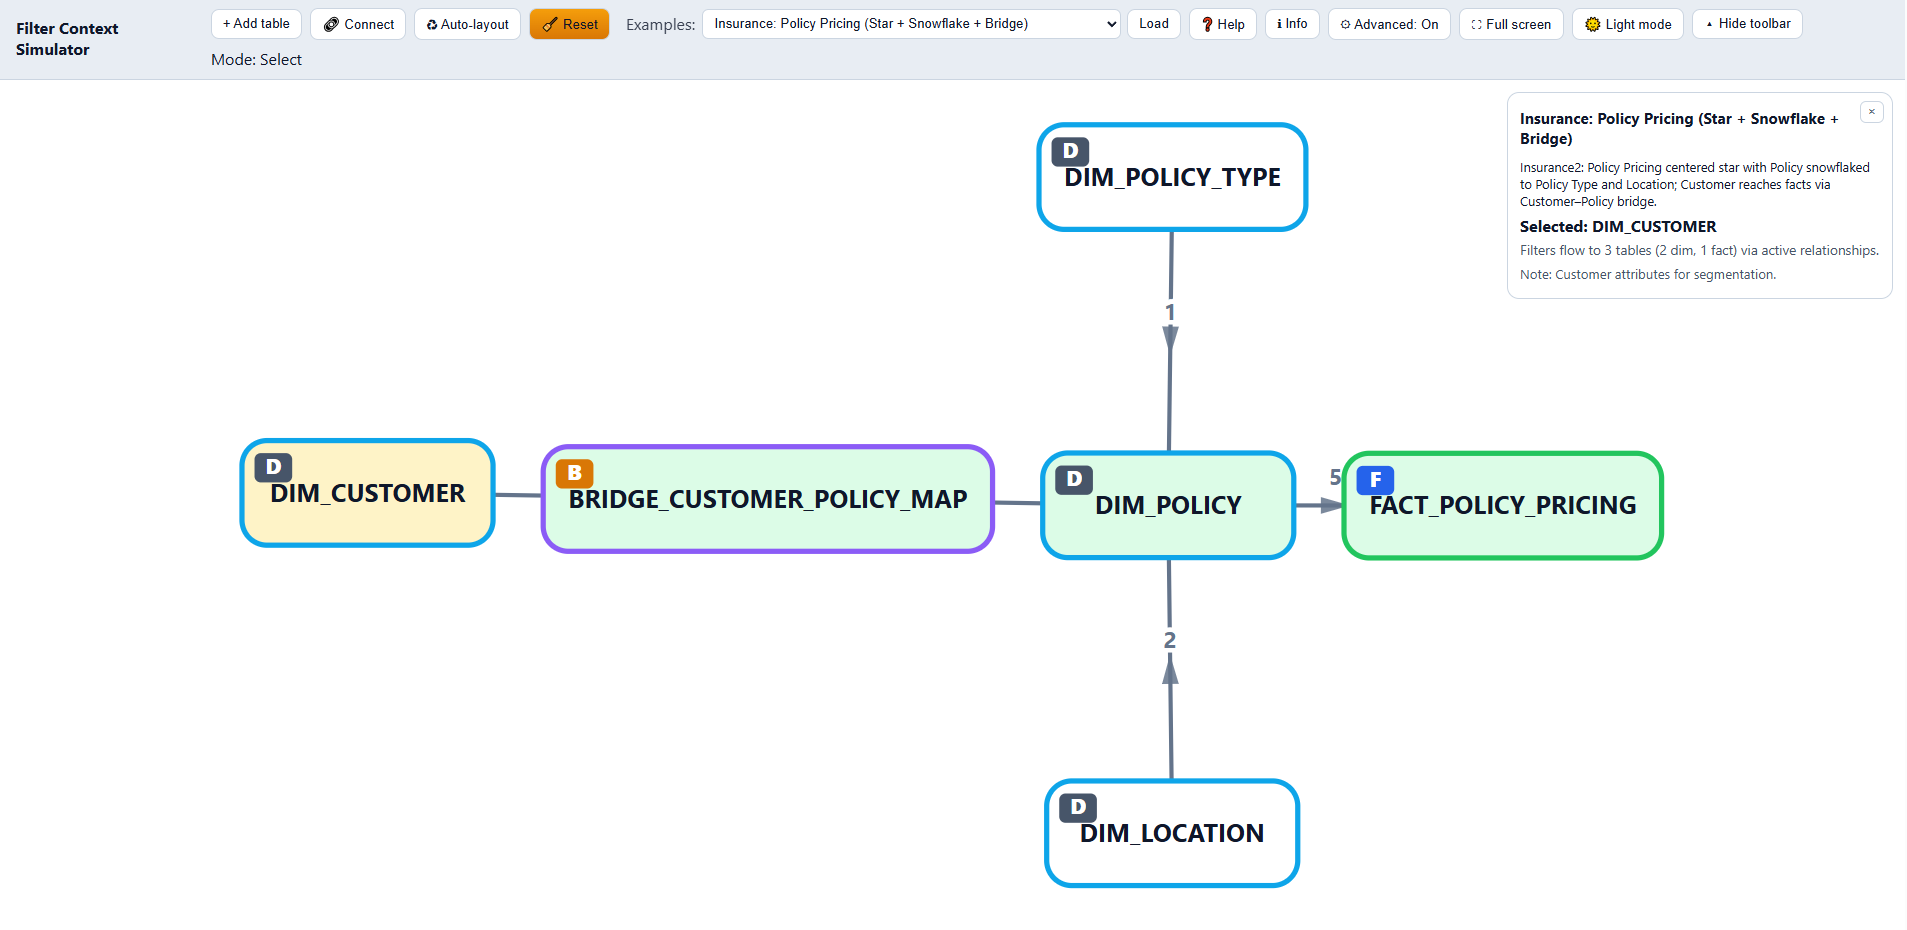 Filter Context
Simulator
+ Add table
Connect
Auto-layout
Reset
Examples:
Insurance: Policy Pricing (Star + Snowflake + Bridge)
Load
Help
Info
Advanced: On
Full screen
Light mode
Hide toolbar
Mode: Select
Insurance: Policy Pricing (Star + Snowflake +
Bridge)
×
Insurance2: Policy Pricing centered star with Policy snowflaked
to Policy Type and Location; Customer reaches facts via
Customer–Policy bridge.
Selected: DIM_CUSTOMER
Filters flow to 3 tables (2 dim, 1 fact) via active relationships.
Note: Customer attributes for segmentation.
D
DIM_POLICY_TYPE
1
D
DIM_CUSTOMER
B
BRIDGE_CUSTOMER_POLICY_MAP
D
DIM_POLICY
5
F
FACT_POLICY_PRICING
2
D
DIM_LOCATION